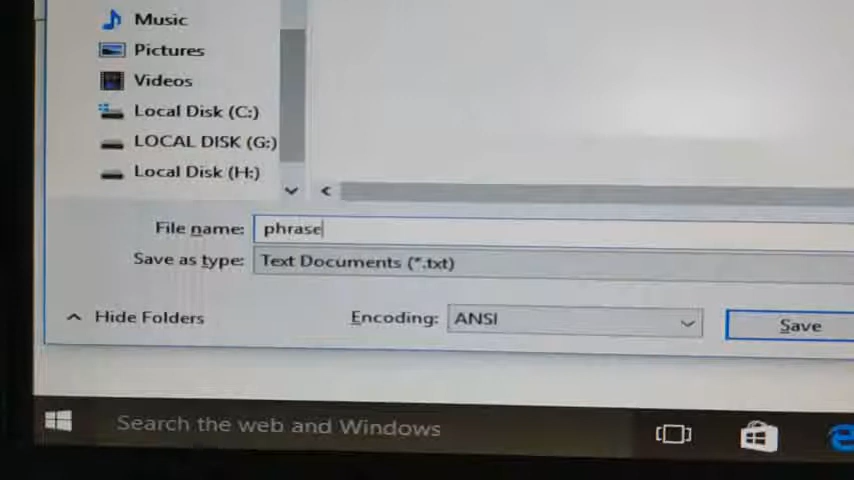 Music
Pictures
Videos
Local Disk (C:)
LOCAL DISK (G:)
Local Disk (H:)
File name: phrase
Save as type: Text Documents (*.txt)
Hide Folders Encoding: ANSI Save
Search the web and Windows